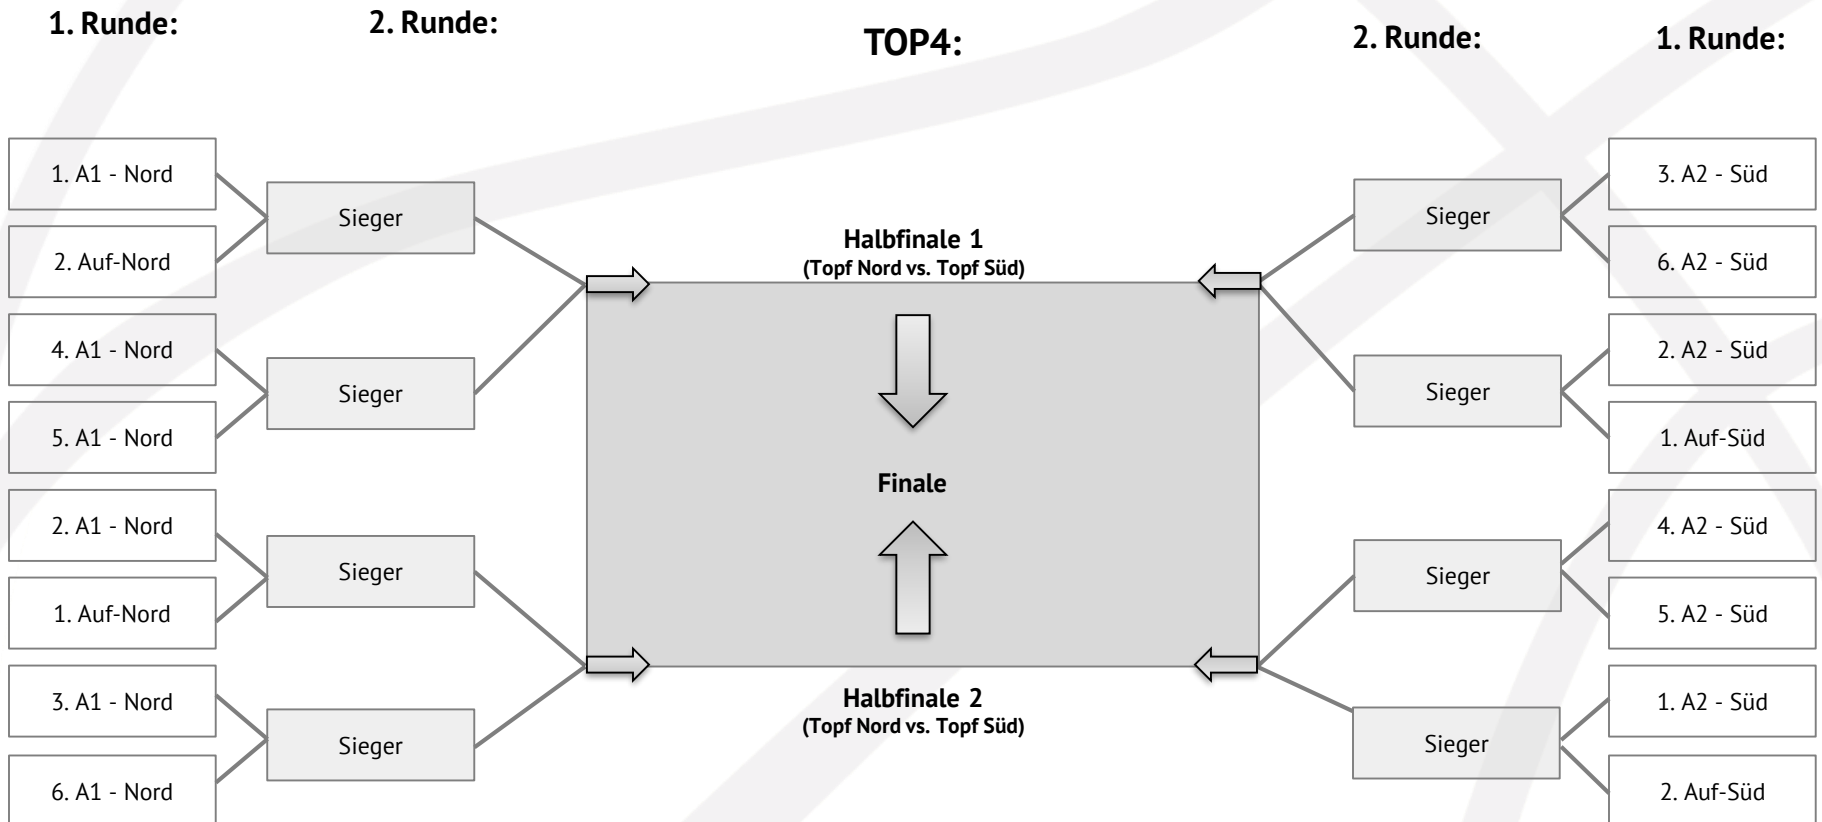 1. Runde:
2. Runde:
TOP4:
2. Runde:
1. Runde:
1. A1 - Nord
2. Auf-Nord
4. A1 - Nord
5. A1 - Nord
2. A1 - Nord
1. Auf-Nord
3. A1 - Nord
6. A1 - Nord
Sieger
Sieger
Sieger
Sieger
Halbfinale 1
(Topf Nord vs. Topf Süd)
Finale
Halbfinale 2
(Topf Nord vs. Topf Süd)
Sieger
Sieger
Sieger
Sieger
3. A2 - Süd
6. A2 - Süd
2. A2 - Süd
1. Auf-Süd
4. A2 - Süd
5. A2 - Süd
1. A2 - Süd
2. Auf-Süd